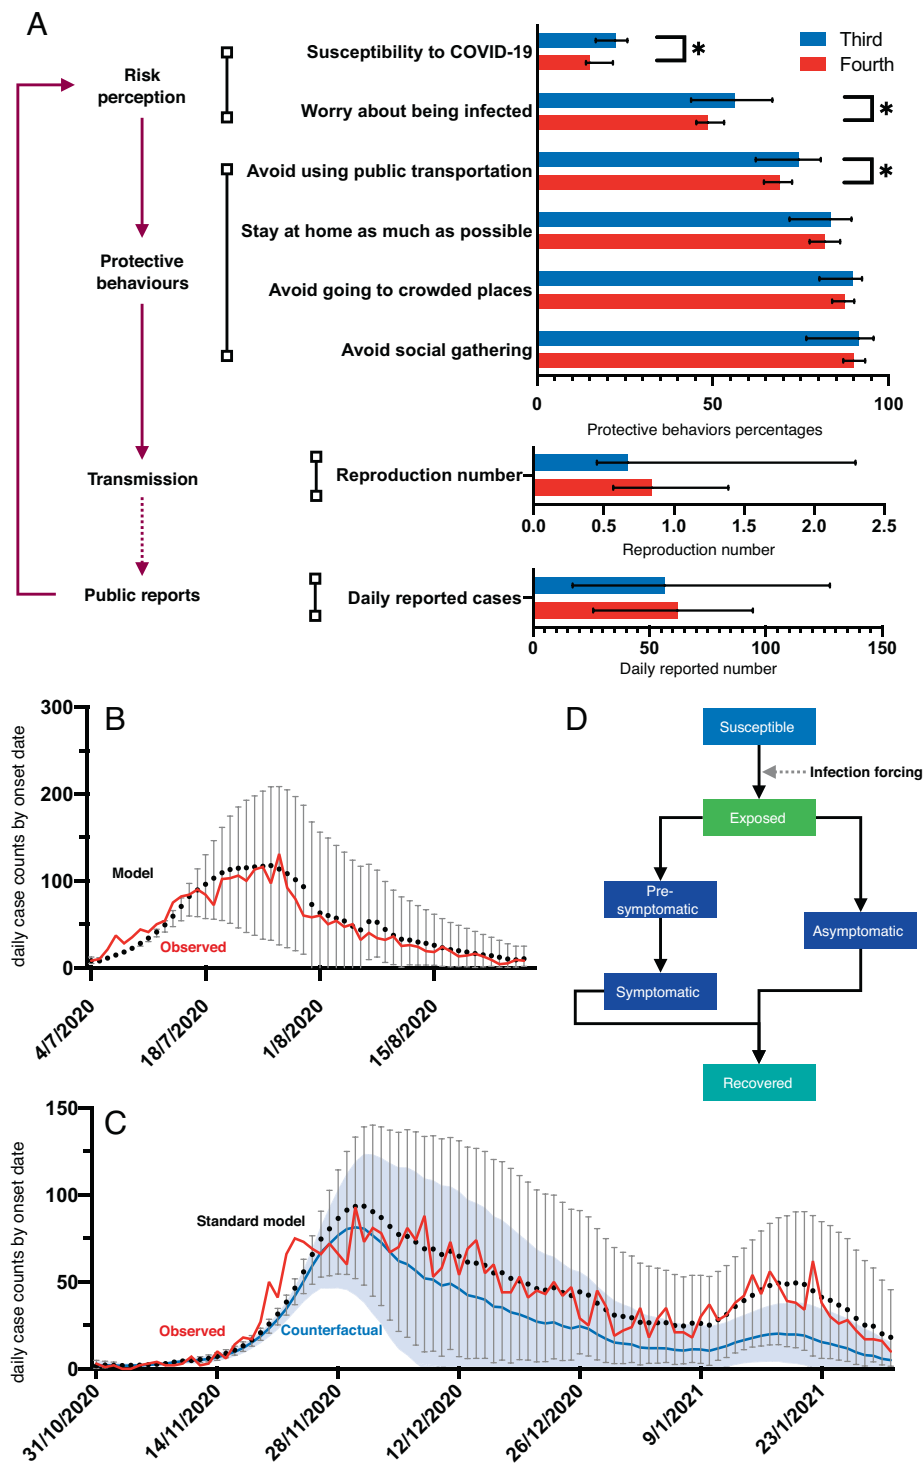 A
Third
Fourth
Risk
perception
Protective
behaviours
Transmission
Public reports
Susceptibility to COVID-19
*
Worry about being infected
*
Avoid using public transportation
*
Stay at home as much as possible
Avoid going to crowded places
Avoid social gathering
0 50 100
Protective behaviors percentages
Reproduction number
0.0 0.5 1.0 1.5 2.0 2.5
Reproduction number
Daily reported cases
0 50 100 150
Daily reported number
B
daily case counts by onset date
300
200
100
0
Model
Observed
4/7/2020 18/7/2020 1/8/2020 15/8/2020
D
Susceptible
Infection forcing
Exposed
Pre-
symptomatic
Asymptomatic
Symptomatic
Recovered
C
daily case counts by onset date
150
100
50
0
Standard model
Observed
Counterfactual
31/10/2020 14/11/2020 28/11/2020 12/12/2020 26/12/2020 9/1/2021 23/1/2021